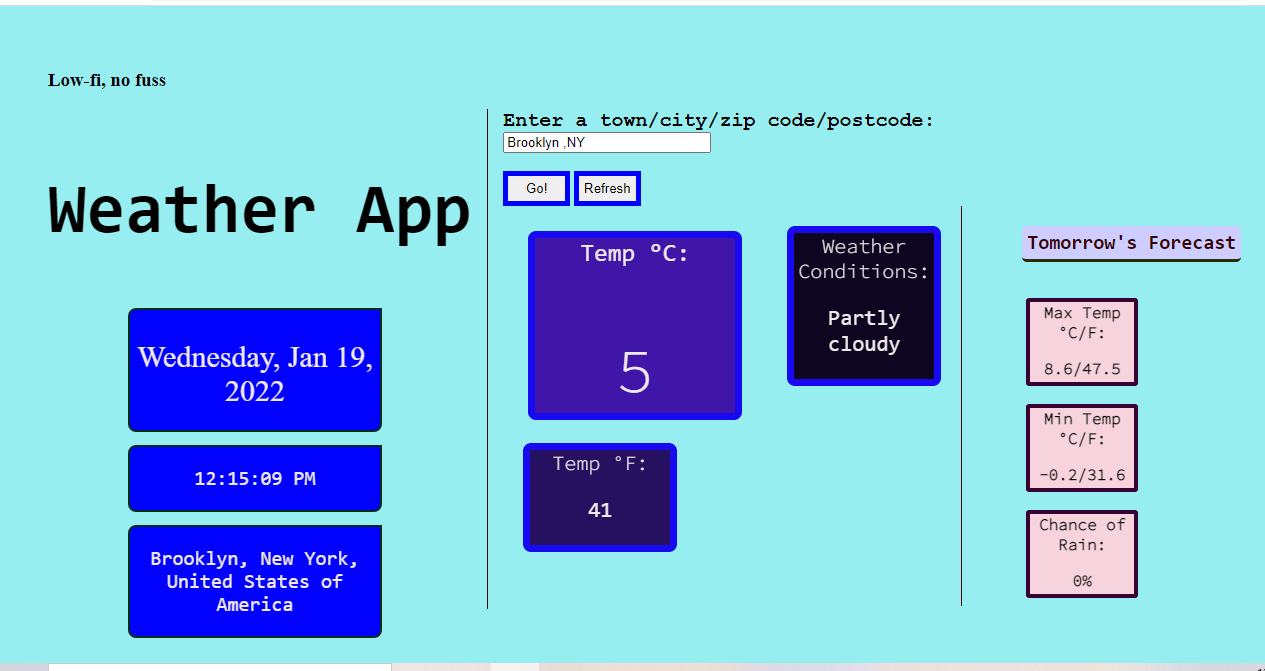 Low-fi, no fuss
Weather App
Wednesday, Jan 19,
2022
12:15:09 PM
Brooklyn, New York,
United States of
America
Enter a town/city/zip code/postcode:
Brooklyn ,NY
Go! Refresh
Temp °C:
5
Temp °F:
41
Weather
Conditions:
Partly
cloudy
Tomorrow's Forecast
Max Temp
°C/F:
8.6/47.5
Min Temp
°C/F:
-0.2/31.6
Chance of
Rain:
0%